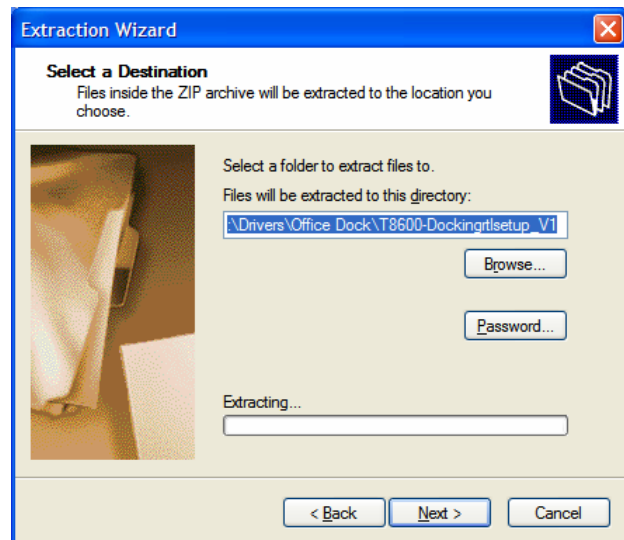 Extraction Wizard
Select a Destination
Files inside the ZIP archive will be extracted to the location you
choose.
Select a folder to extract files to.
Files will be extracted to this directory:
:\Drivers\Office Dock\T8600-Dockingrtlsetup_V1
Browse...
Password...
Extracting...
< Back Next > Cancel